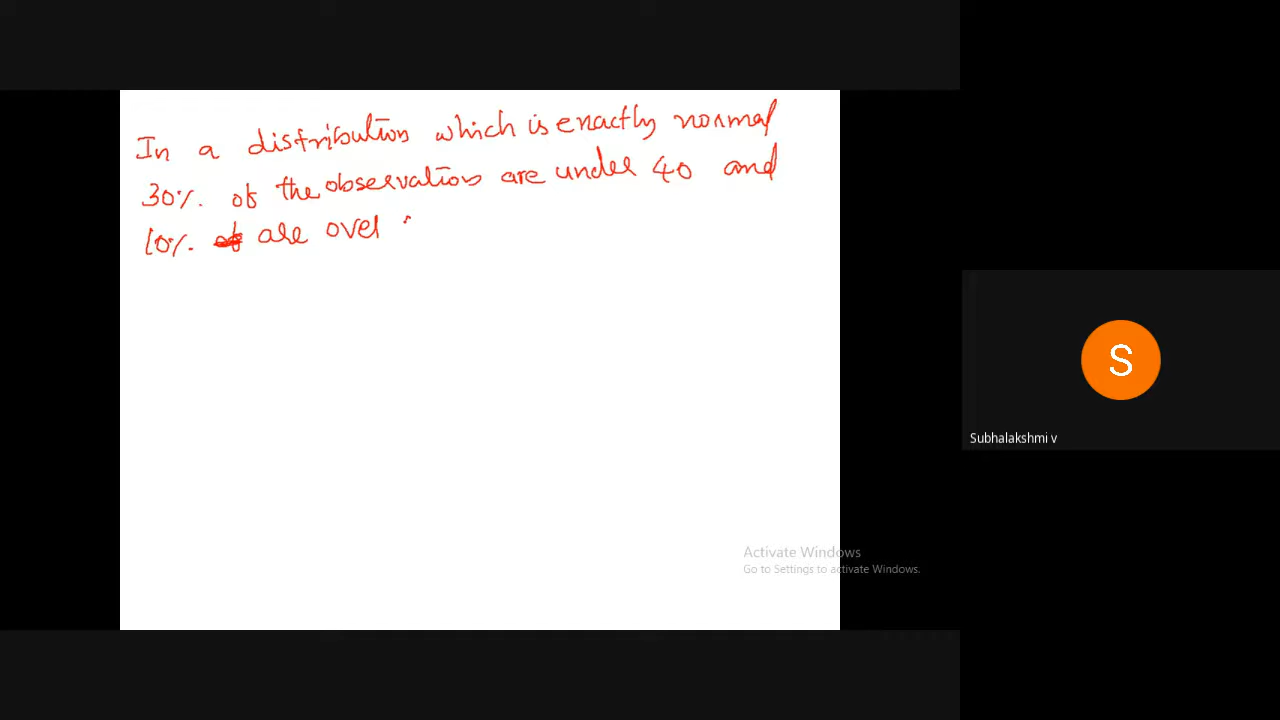 In a distribution which is exactly normal
30% of the observations are under 40 and
10% of are over
S
Subhalakshmi v
Activate Windows
Go to Settings to activate Windows.